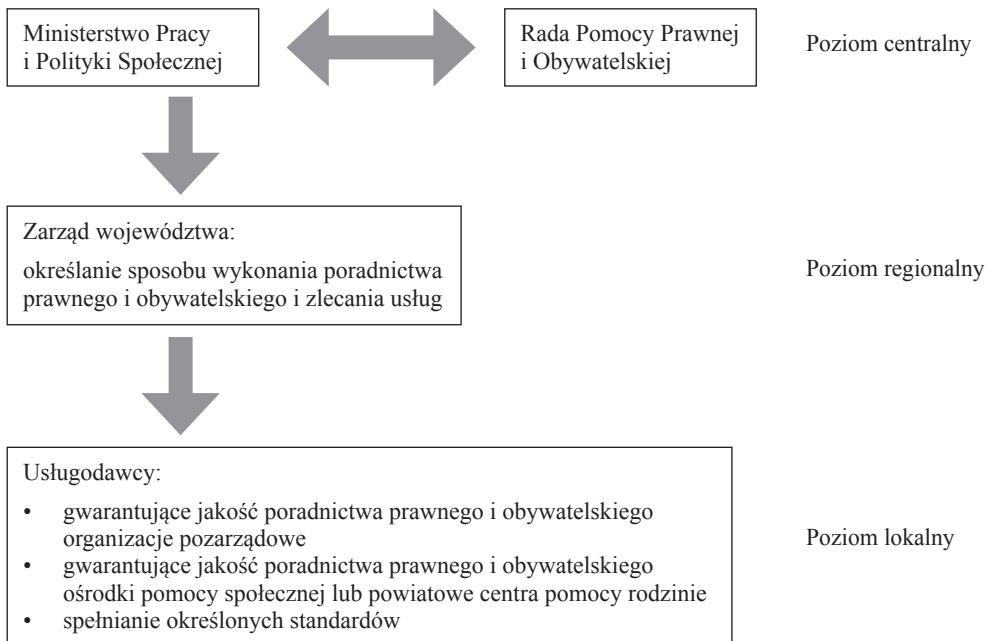 Ministerstwo Pracy
i Polityki Społecznej
Rada Pomocy Prawnej
i Obywatelskiej
Poziom centralny
Zarząd województwa:
określanie sposobu wykonania poradnictwa
prawnego i obywatelskiego i zlecania usług
Poziom regionalny
Usługodawcy:
• gwarantujące jakość poradnictwa prawnego i obywatelskiego
organizacje pozarządowe
• gwarantujące jakość poradnictwa prawnego i obywatelskiego
ośrodki pomocy społecznej lub powiatowe centra pomocy rodzinie
• spełnianie określonych standardów
Poziom lokalny